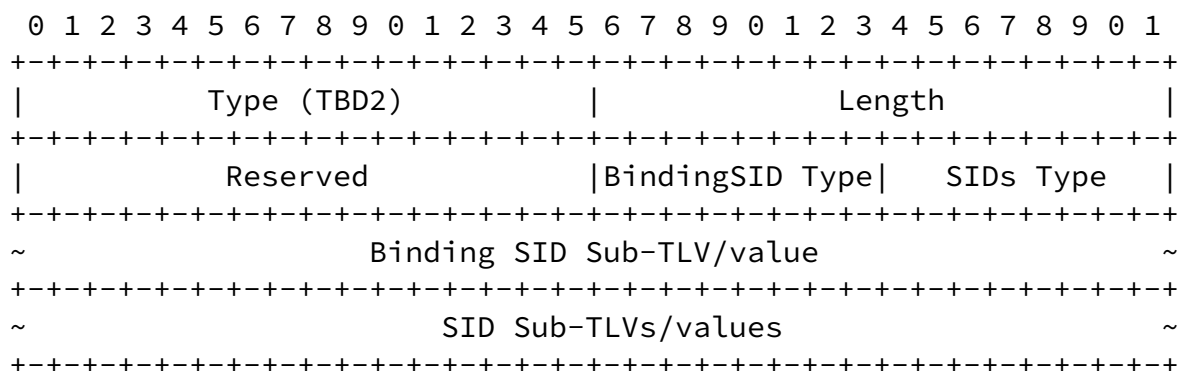 0 1 2 3 4 5 6 7 8 9 0 1 2 3 4 5 6 7 8 9 0 1 2 3 4 5 6 7 8 9 0 1
+-+-+-+-+-+-+-+-+-+-+-+-+-+-+-+-+-+-+-+-+-+-+-+-+-+-+-+-+-+-+-+-+
|          Type (TBD2)          |             Length            |
+-+-+-+-+-+-+-+-+-+-+-+-+-+-+-+-+-+-+-+-+-+-+-+-+-+-+-+-+-+-+-+-+
|           Reserved            |BindingSID Type|   SIDs Type   |
+-+-+-+-+-+-+-+-+-+-+-+-+-+-+-+-+-+-+-+-+-+-+-+-+-+-+-+-+-+-+-+-+
~                   Binding SID Sub-TLV/value                   ~
+-+-+-+-+-+-+-+-+-+-+-+-+-+-+-+-+-+-+-+-+-+-+-+-+-+-+-+-+-+-+-+-+
~                       SID Sub-TLVs/values                     ~
+-+-+-+-+-+-+-+-+-+-+-+-+-+-+-+-+-+-+-+-+-+-+-+-+-+-+-+-+-+-+-+-+